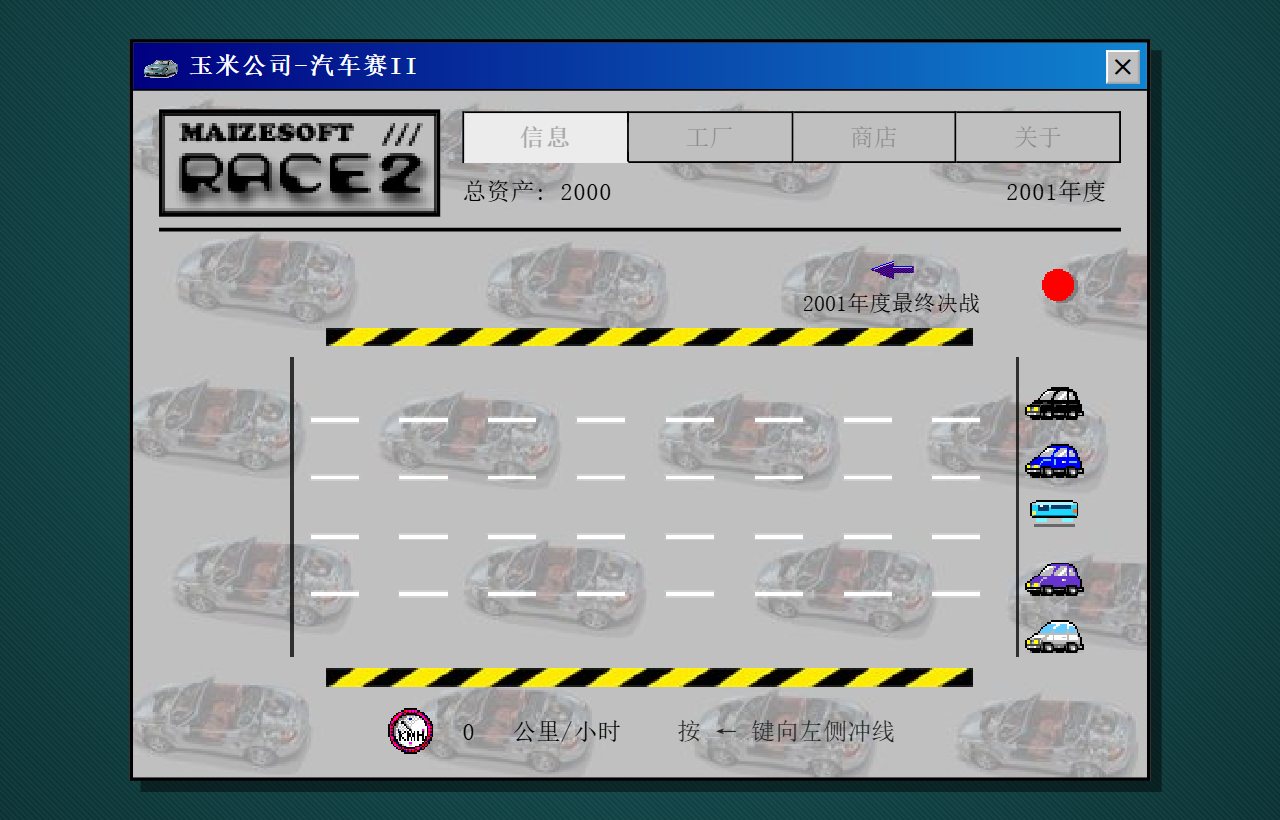 玉米公司-汽车赛II
MAIZESOFT ///
RACE2
信息
工厂
商店
关于
总资产: 2000
2001年度
2001年度最终决战
KMH
0 公里/小时
按 ← 键向左侧冲线